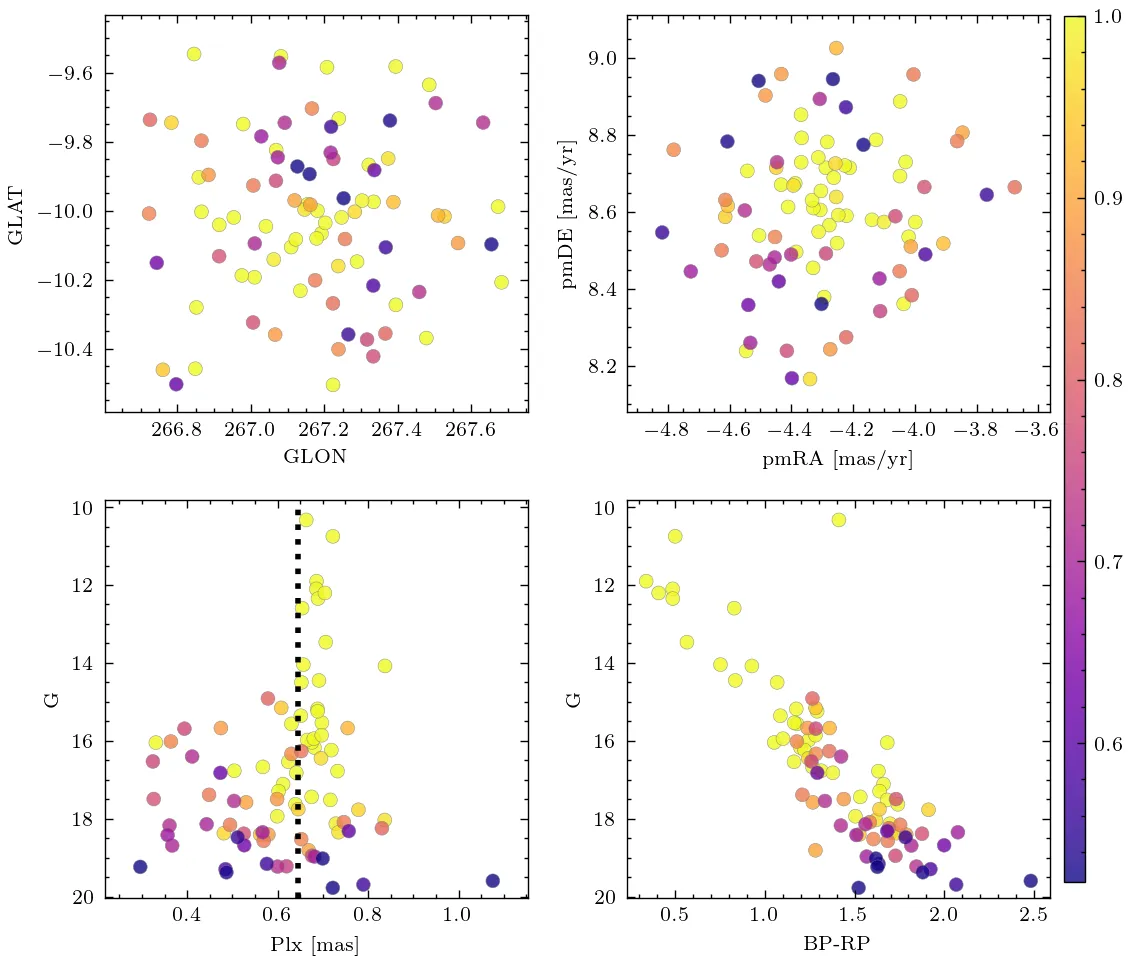 −9.6
−9.8
−10.0
−10.2
−10.4
GLAT
266.8 267.0 267.2 267.4 267.6
GLON
9.0
8.8
8.6
8.4
8.2
pmDE [mas/yr]
−4.8 −4.6 −4.4 −4.2 −4.0 −3.8 −3.6
pmRA [mas/yr]
1.0
0.9
0.8
0.7
0.6
10
12
14
16
18
20
G
0.4 0.6 0.8 1.0
Plx [mas]
10
12
14
16
18
20
G
0.5 1.0 1.5 2.0 2.5
BP-RP